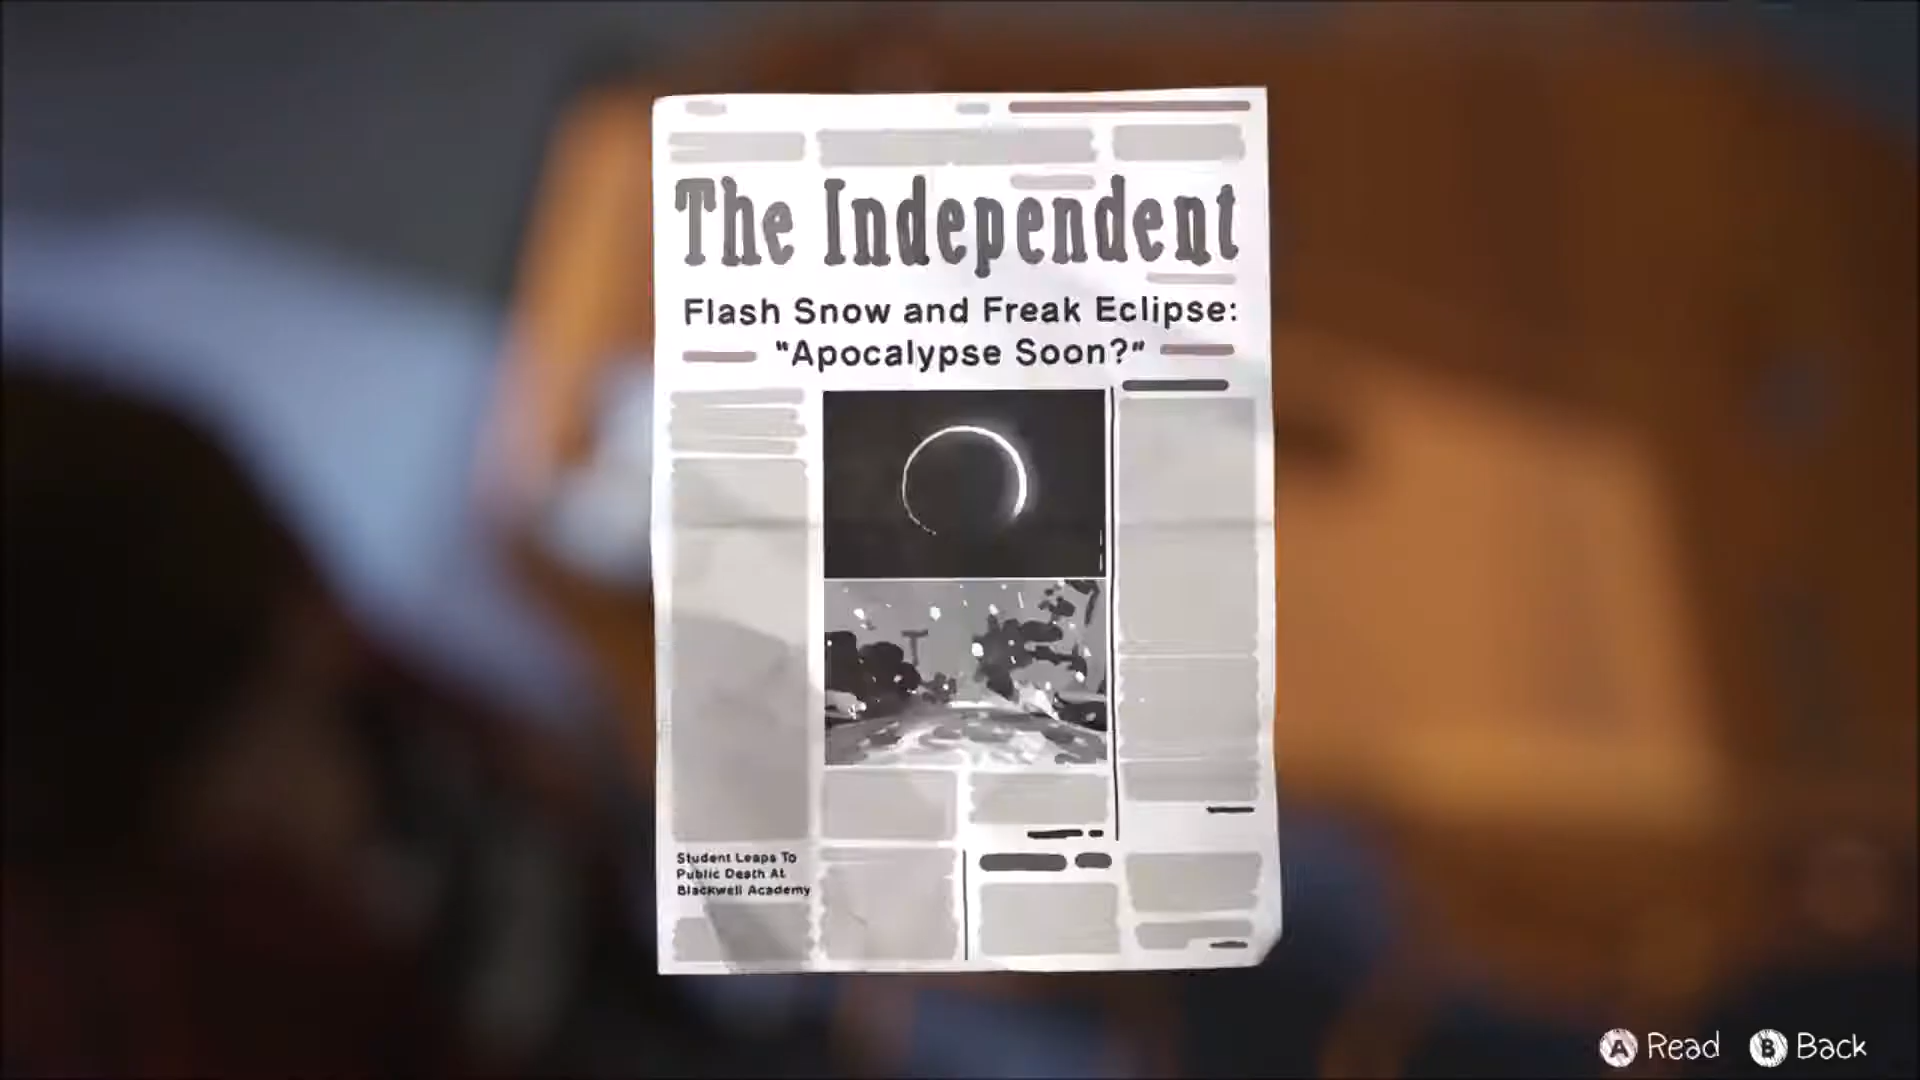 The Independent
Flash Snow and Freak Eclipse:
"Apocalypse Soon?"
Student Leaps To
Public Death At
Blackwell Academy
A Read B Back